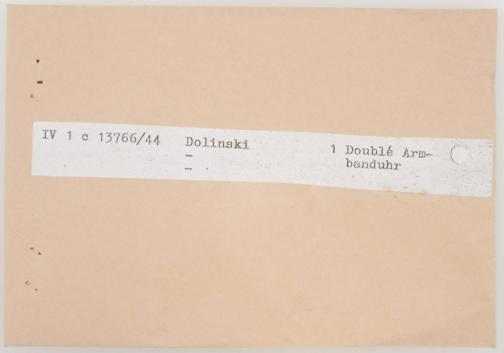 IV 1 c 13766/44 Dolinski 1 Doublé Arm-
- banduhr
-